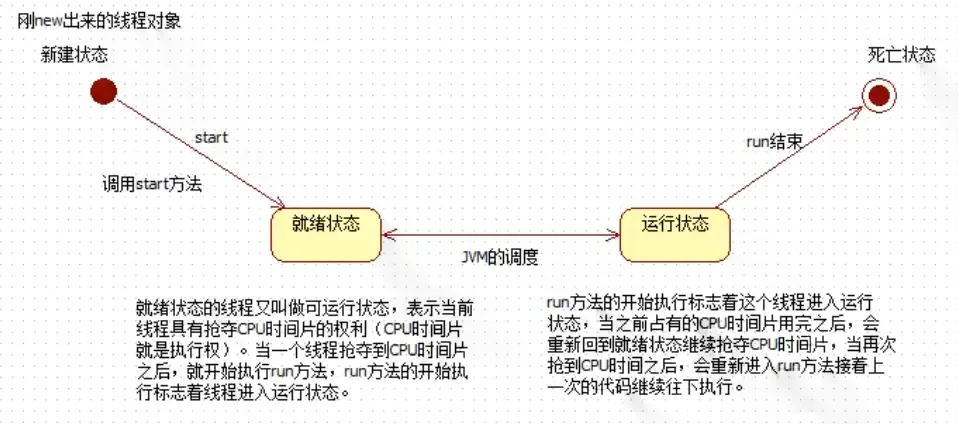 刚new出来的线程对象
新建状态
死亡状态
start
run结束
调用start方法
就绪状态
运行状态
JVM的调度
就绪状态的线程又叫做可运行状态，表示当前
线程具有抢夺CPU时间片的权利（CPU时间片
就是执行权）。当一个线程抢夺到CPU时间片
之后，就开始执行run方法，run方法的开始执
行标志着线程进入运行状态。
run方法的开始执行标志着这个线程进入运行
状态，当之前占有的CPU时间片用完之后，会
重新回到就绪状态继续抢夺CPU时间片，当再次
抢到CPU时间之后，会重新进入run方法接着上
一次的代码继续往下执行。